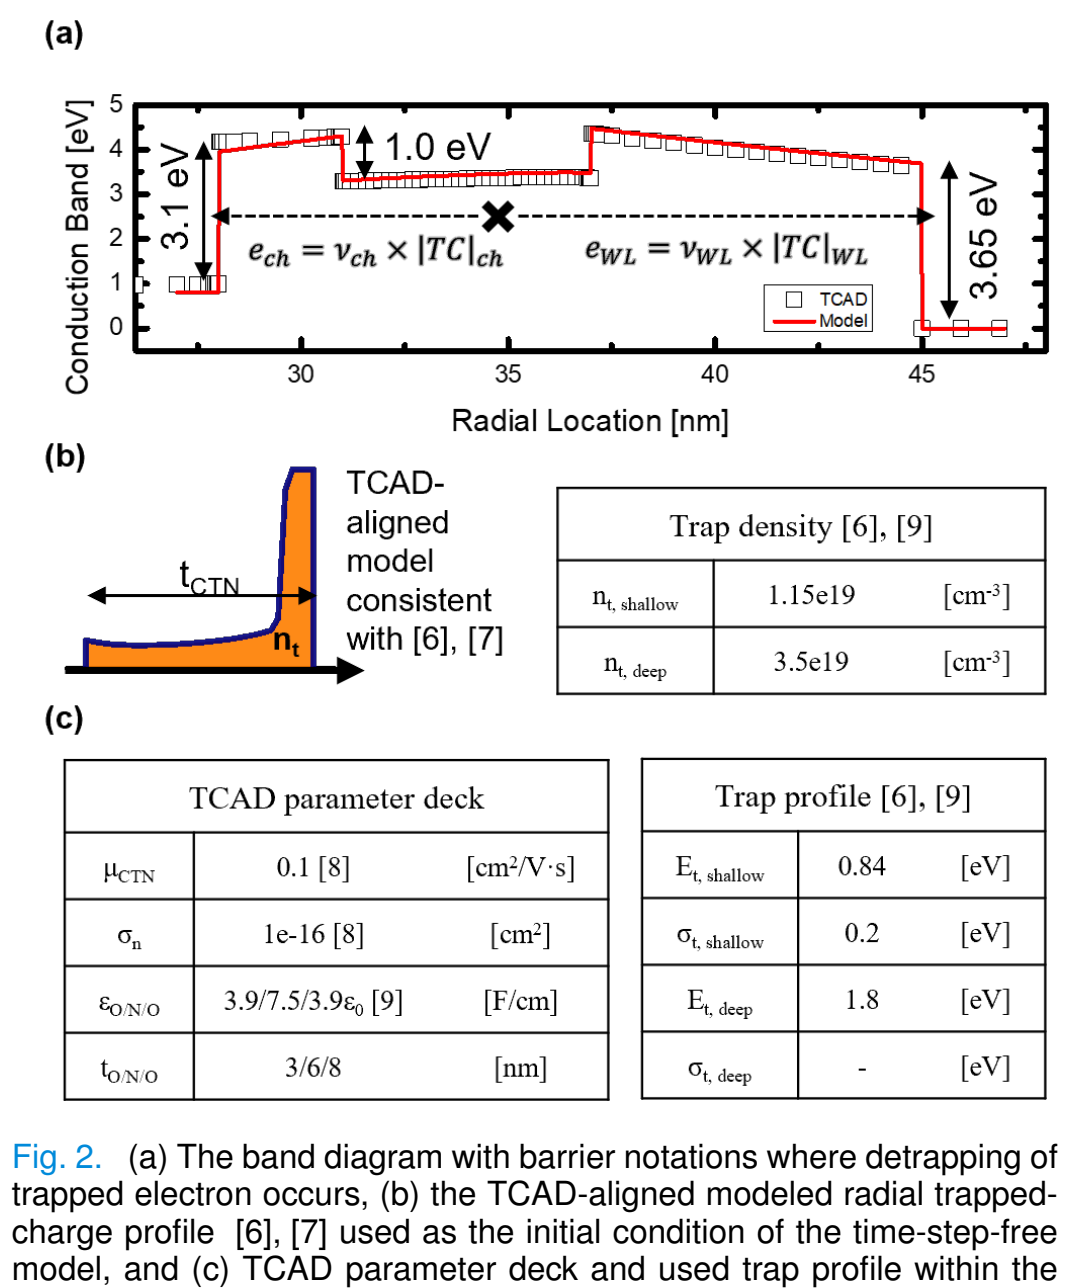 (a)
Conduction Band [eV]
5
4
3
2
1
0
3.1 eV
1.0 eV
3.65 eV
e_ch = ν_ch × |TC|_ch
e_WL = ν_WL × |TC|_WL
TCAD
Model
30 35 40 45
Radial Location [nm]
(b)
t_CTN
n_t
TCAD-
aligned
model
consistent
with [6], [7]
Trap density [6], [9]
n_t, shallow 1.15e19 [cm⁻³]
n_t, deep 3.5e19 [cm⁻³]
(c)
TCAD parameter deck
μ_CTN 0.1 [8] [cm²/V·s]
σ_n 1e-16 [8] [cm²]
ε_O/N/O 3.9/7.5/3.9ε₀ [9] [F/cm]
t_O/N/O 3/6/8 [nm]
Trap profile [6], [9]
E_t, shallow 0.84 [eV]
σ_t, shallow 0.2 [eV]
E_t, deep 1.8 [eV]
σ_t, deep - [eV]
Fig. 2. (a) The band diagram with barrier notations where detrapping of
trapped electron occurs, (b) the TCAD-aligned modeled radial trapped-
charge profile [6], [7] used as the initial condition of the time-step-free
model, and (c) TCAD parameter deck and used trap profile within the